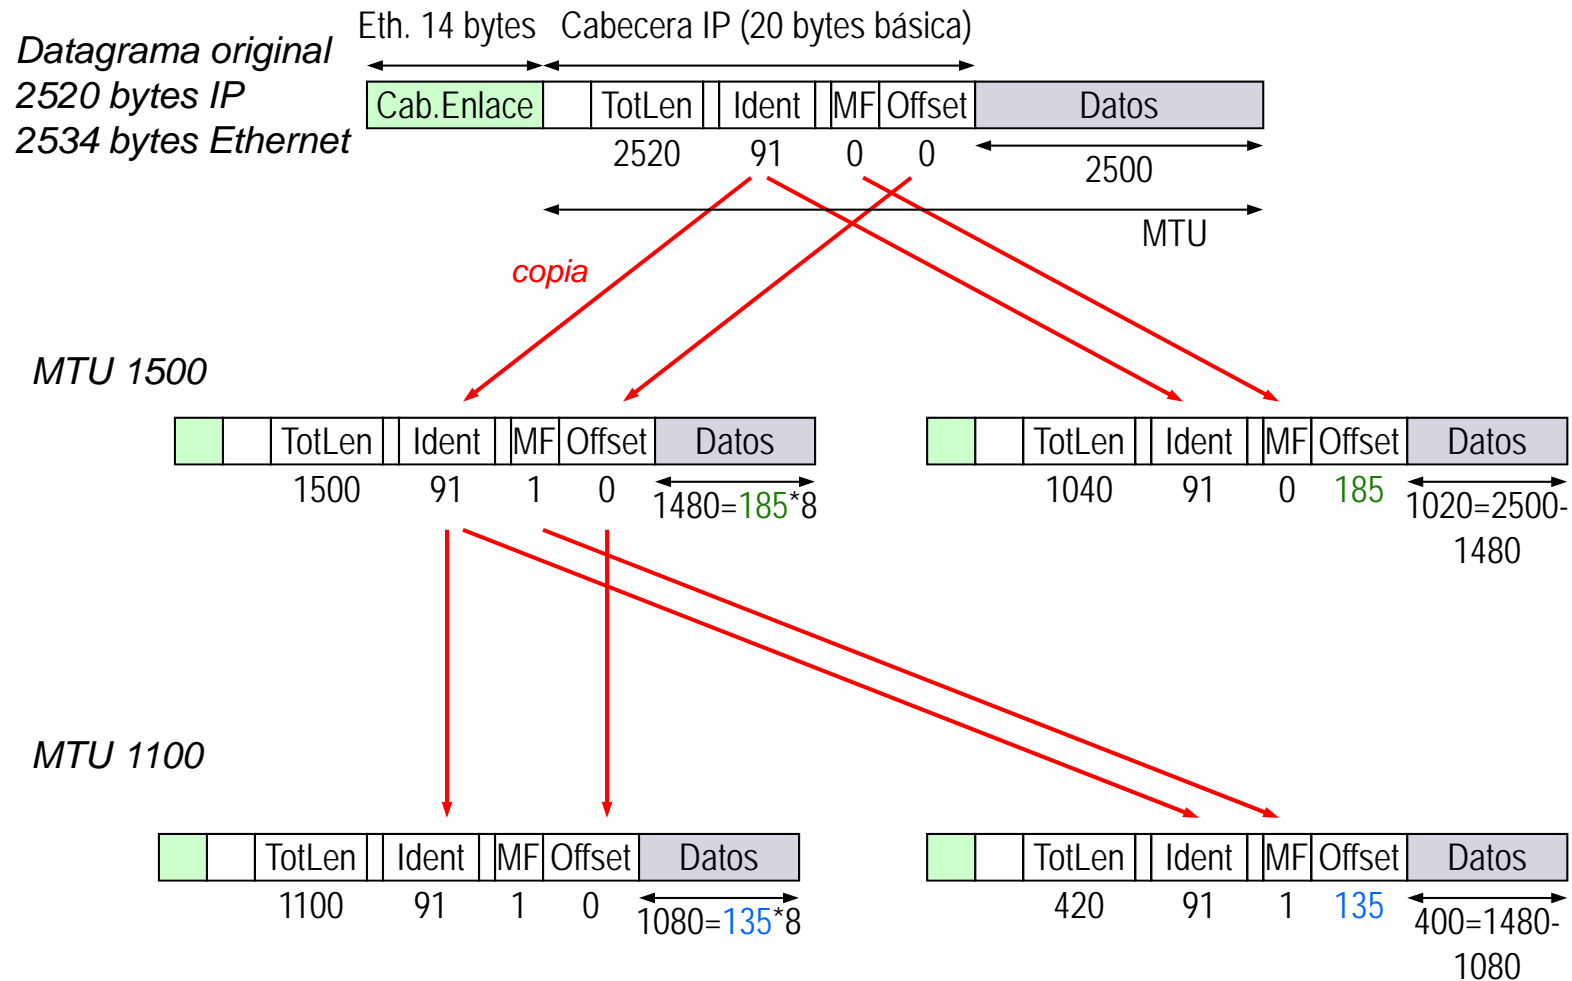 Datagrama original
2520 bytes IP
2534 bytes Ethernet
Eth. 14 bytes
Cabecera IP (20 bytes básica)
Cab.Enlace TotLen Ident MF Offset Datos
2520 91 0 0 2500
MTU
copia
MTU 1500
TotLen Ident MF Offset Datos
1500 91 1 0 1480=185*8
TotLen Ident MF Offset Datos
1040 91 0 185 1020=2500-
1480
MTU 1100
TotLen Ident MF Offset Datos
1100 91 1 0 1080=135*8
TotLen Ident MF Offset Datos
420 91 1 135 400=1480-
1080